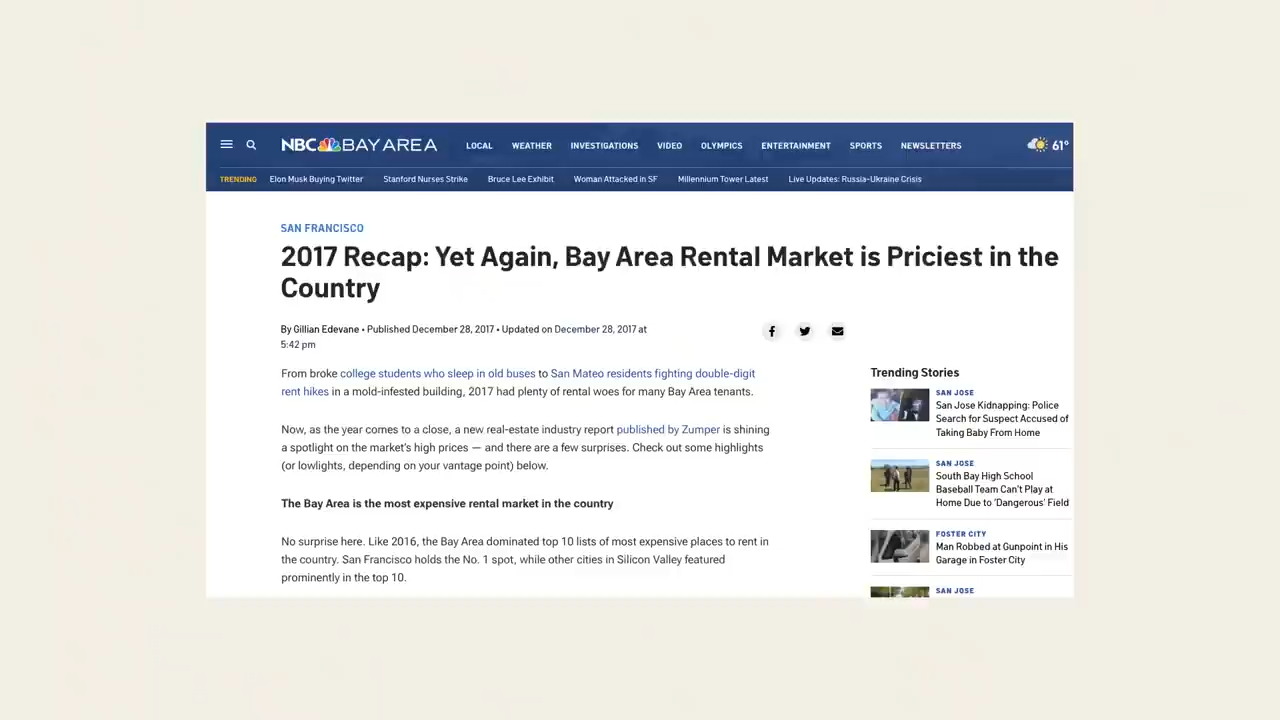 NBC BAY AREA LOCAL WEATHER INVESTIGATIONS VIDEO OLYMPICS ENTERTAINMENT SPORTS NEWSLETTERS 61°
TRENDING Elon Musk Buying Twitter Stanford Nurses Strike Bruce Lee Exhibit Woman Attacked in SF Millennium Tower Latest Live Updates: Russia-Ukraine Crisis
SAN FRANCISCO
2017 Recap: Yet Again, Bay Area Rental Market is Priciest in the
Country
By Gillian Edevane • Published December 28, 2017 • Updated on December 28, 2017 at
5:42 pm
From broke college students who sleep in old buses to San Mateo residents fighting double-digit
rent hikes in a mold-infested building, 2017 had plenty of rental woes for many Bay Area tenants.
Now, as the year comes to a close, a new real-estate industry report published by Zumper is shining
a spotlight on the market's high prices — and there are a few surprises. Check out some highlights
(or lowlights, depending on your vantage point) below.
The Bay Area is the most expensive rental market in the country
No surprise here. Like 2016, the Bay Area dominated top 10 lists of most expensive places to rent in
the country. San Francisco holds the No. 1 spot, while other cities in Silicon Valley featured
prominently in the top 10.
Trending Stories
SAN JOSE
San Jose Kidnapping: Police
Search for Suspect Accused of
Taking Baby From Home
SAN JOSE
South Bay High School
Baseball Team Can't Play at
Home Due to 'Dangerous' Field
FOSTER CITY
Man Robbed at Gunpoint in His
Garage in Foster City
SAN JOSE